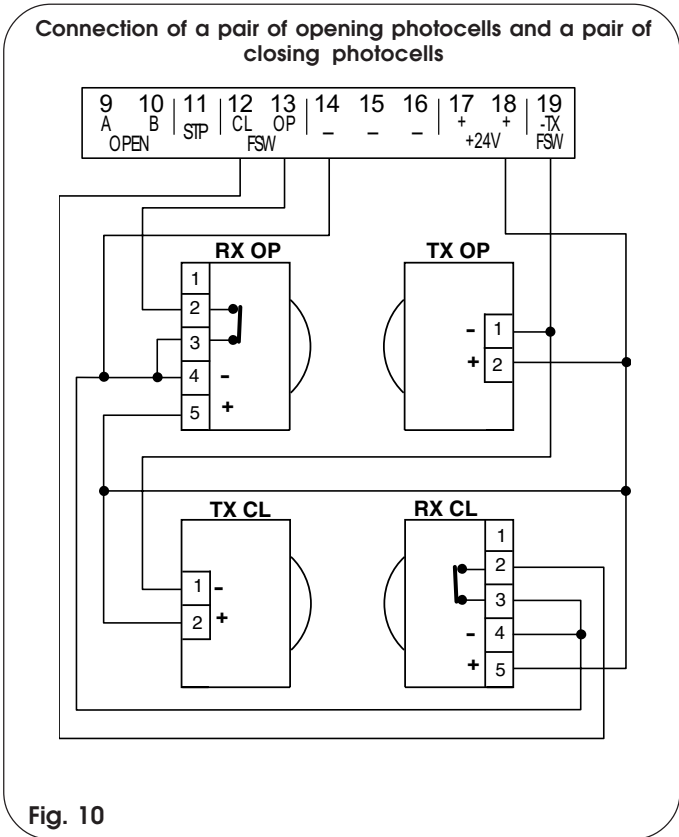 Connection of a pair of opening photocells and a pair of
closing photocells
9 10 11 12 13 14 15 16 17 18 19
A B STP CL OP _ _ _ + + -TX
OPEN FSW +24V FSW
RX OP TX OP
1
2
3
4 -
5 +
- 1
+ 2
TX CL RX CL
1 -
2 +
1
2
3
- 4
+ 5
Fig. 10